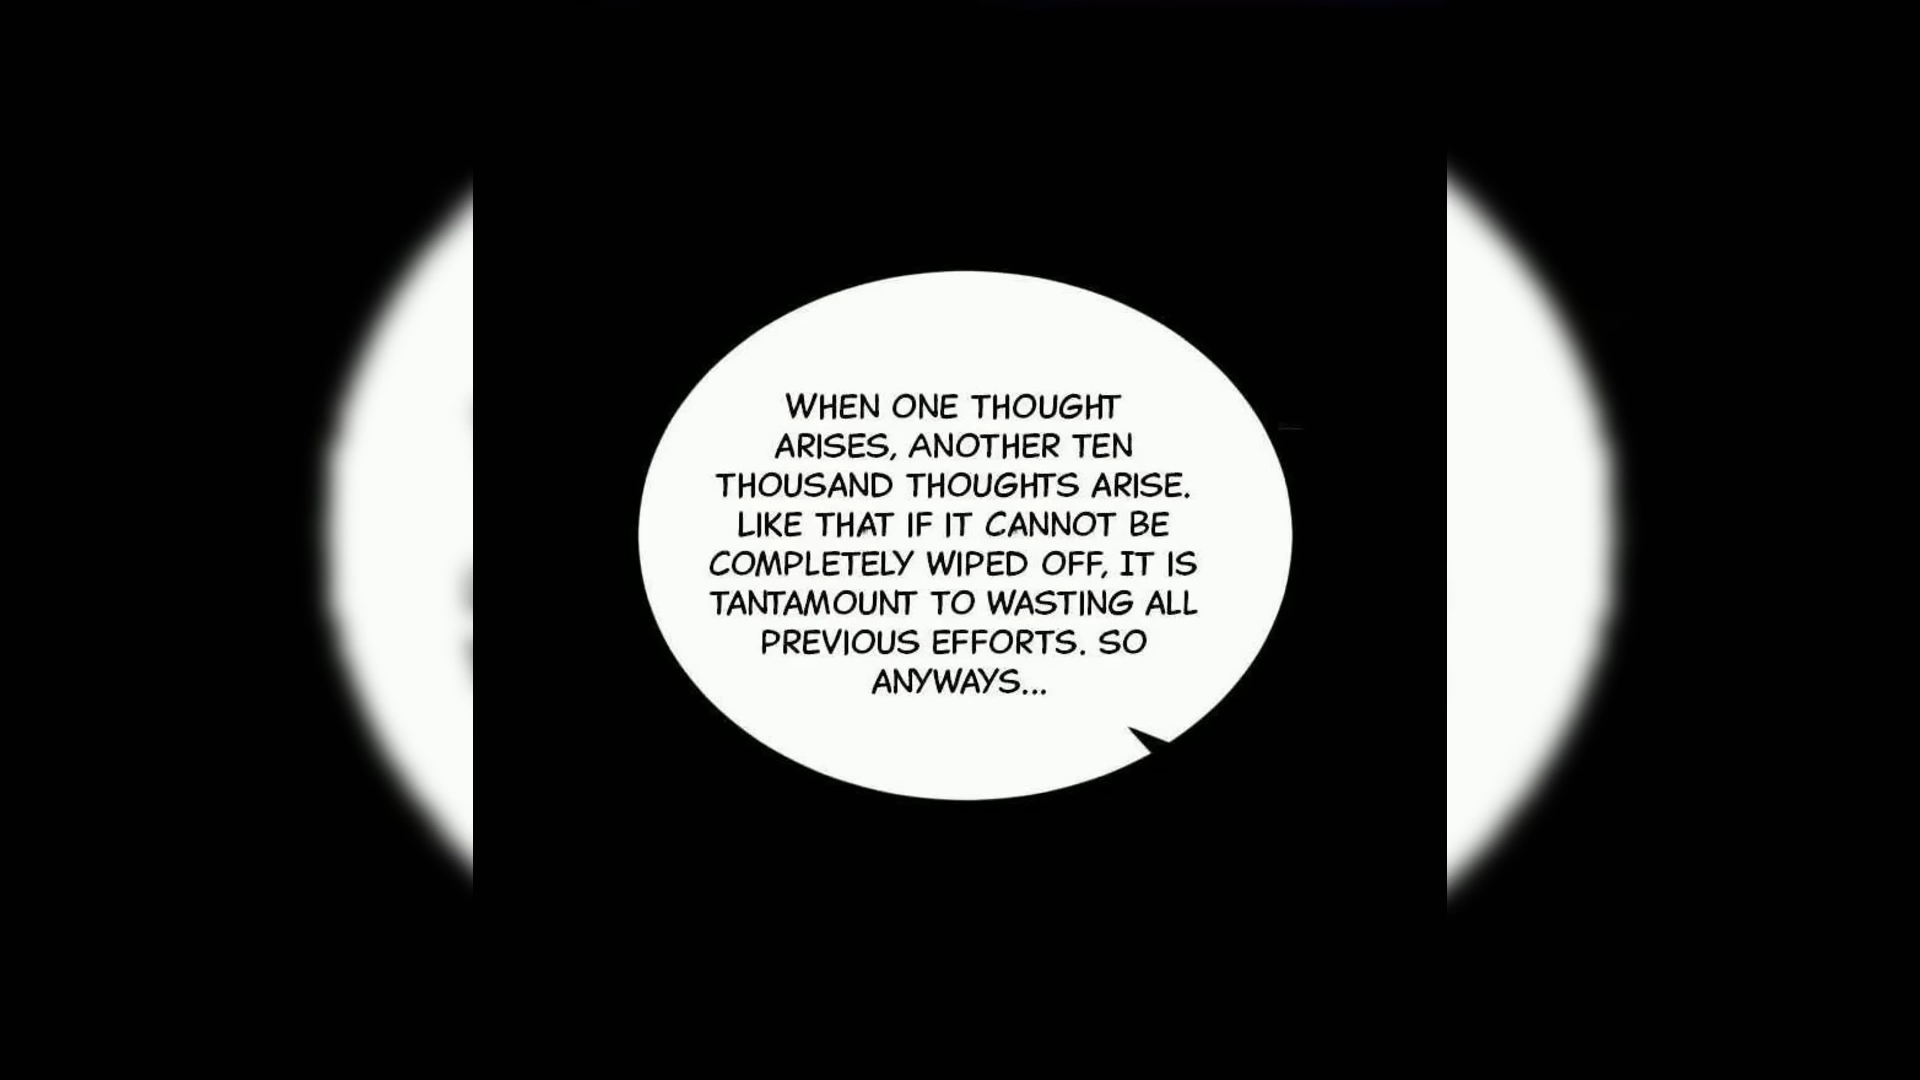 WHEN ONE THOUGHT
ARISES, ANOTHER TEN
THOUSAND THOUGHTS ARISE.
LIKE THAT IF IT CANNOT BE
COMPLETELY WIPED OFF, IT IS
TANTAMOUNT TO WASTING ALL
PREVIOUS EFFORTS. SO
ANYWAYS...